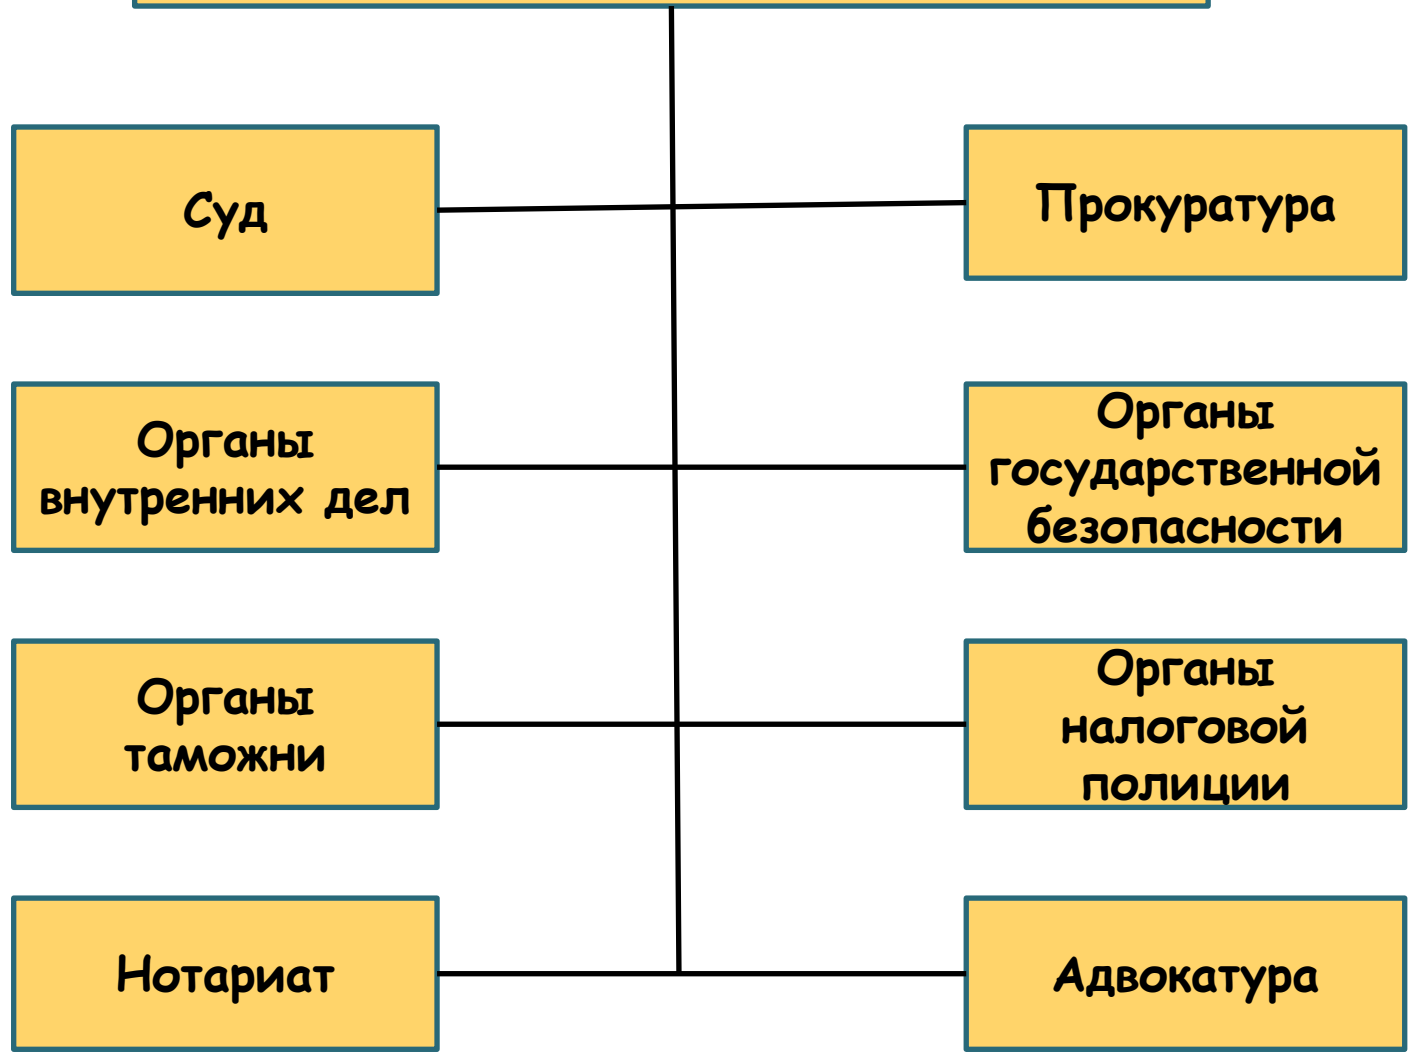 Суд
Прокуратура
Органы
внутренних дел
Органы
государственной
безопасности
Органы
таможни
Органы
налоговой
полиции
Нотариат
Адвокатура